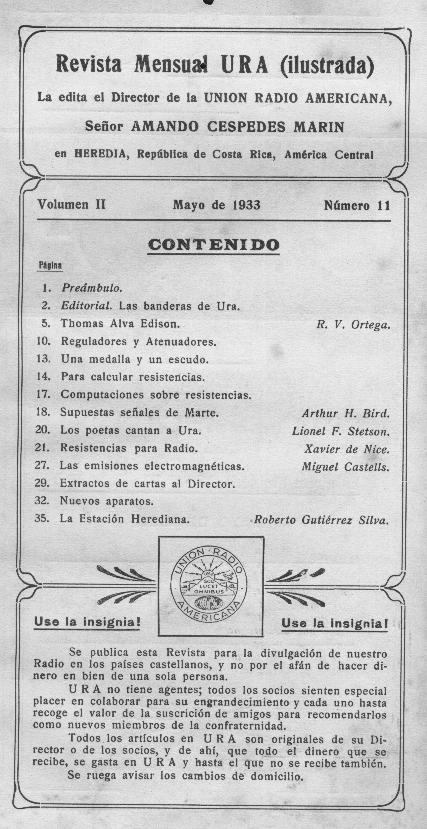 Revista Mensual URA (ilustrada)
La edita el Director de la UNION RADIO AMERICANA,
Señor AMANDO CESPEDES MARIN
en HEREDIA, República de Costa Rica, América Central
Volumen II Mayo de 1933 Número 11
CONTENIDO
Página
1. Preámbulo.
2. Editorial. Las banderas de Ura.
5. Thomas Alva Edison. R. V. Ortega.
10. Reguladores y Atenuadores.
13. Una medalla y un escudo.
14. Para calcular resistencias.
17. Computaciones sobre resistencias.
18. Supuestas señales de Marte. Arthur H. Bird.
20. Los poetas cantan a Ura. Lionel F. Stetson.
21. Resistencias para Radio. Xavier de Nice.
27. Las emisiones electromagnéticas. Miguel Castells.
29. Extractos de cartas al Director.
32. Nuevos aparatos.
35. La Estación Herediana. Roberto Gutiérrez Silva.
UNION RADIO
LUCET
OMNIBUS
AMERICANA
Use la insignia! Use la insignia!
Se publica esta Revista para la divulgación de nuestro
Radio en los países castellanos, y no por el afán de hacer di-
nero en bien de una sola persona.
URA no tiene agentes; todos los socios sienten especial
placer en colaborar para su engrandecimiento y cada uno hasta
recoge el valor de la suscrición de amigos para recomendarlos
como nuevos miembros de la confraternidad.
Todos los artículos en URA son originales de su Di-
rector o de los socios, y de ahí, que todo el dinero que se
recibe, se gasta en URA y hasta el que no se recibe también.
Se ruega avisar los cambios de domicilio.